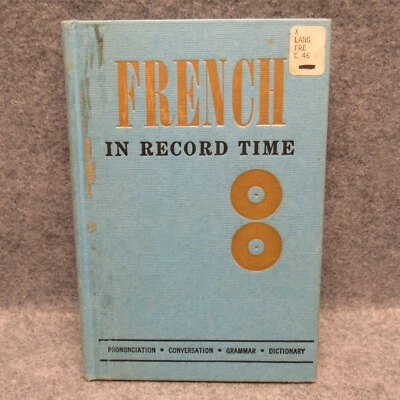 X
LANG
FRE
C 46
FRENCH
IN RECORD TIME
PRONUNCIATION • CONVERSATION • GRAMMAR • DICTIONARY